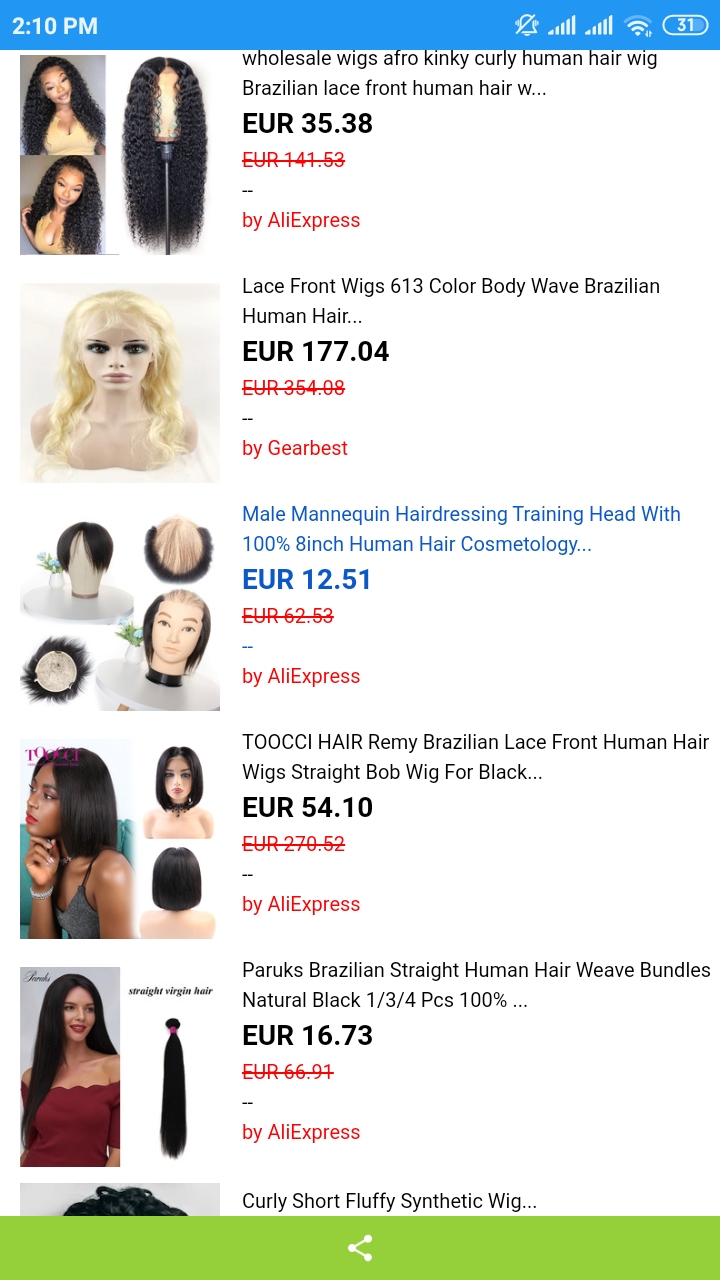 2:10 PM
31
wholesale wigs afro kinky curly human hair wig
Brazilian lace front human hair w...
EUR 35.38
EUR 141.53
--
by AliExpress
Lace Front Wigs 613 Color Body Wave Brazilian
Human Hair...
EUR 177.04
EUR 354.08
--
by Gearbest
Male Mannequin Hairdressing Training Head With
100% 8inch Human Hair Cosmetology...
EUR 12.51
EUR 62.53
--
by AliExpress
TOOCCI
TOOCCI HAIR Remy Brazilian Lace Front Human Hair
Wigs Straight Bob Wig For Black...
EUR 54.10
EUR 270.52
--
by AliExpress
Paruks
straight virgin hair
Paruks Brazilian Straight Human Hair Weave Bundles
Natural Black 1/3/4 Pcs 100% ...
EUR 16.73
EUR 66.91
--
by AliExpress
Curly Short Fluffy Synthetic Wig...